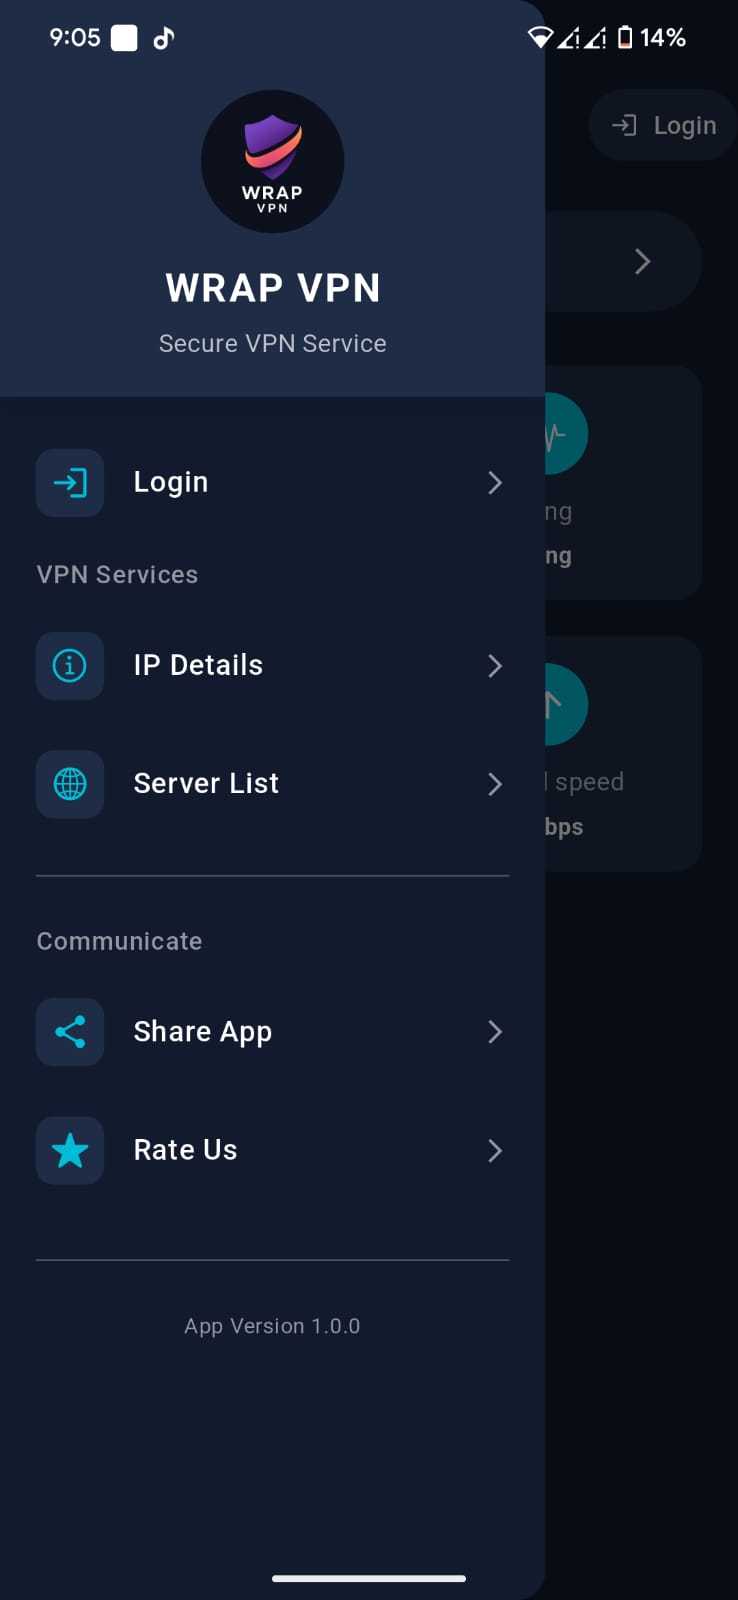 9:05
14%
WRAP
VPN
Login
WRAP VPN
Secure VPN Service
Login
ng
VPN Services
ng
IP Details
Server List
l speed
bps
Communicate
Share App
Rate Us
App Version 1.0.0